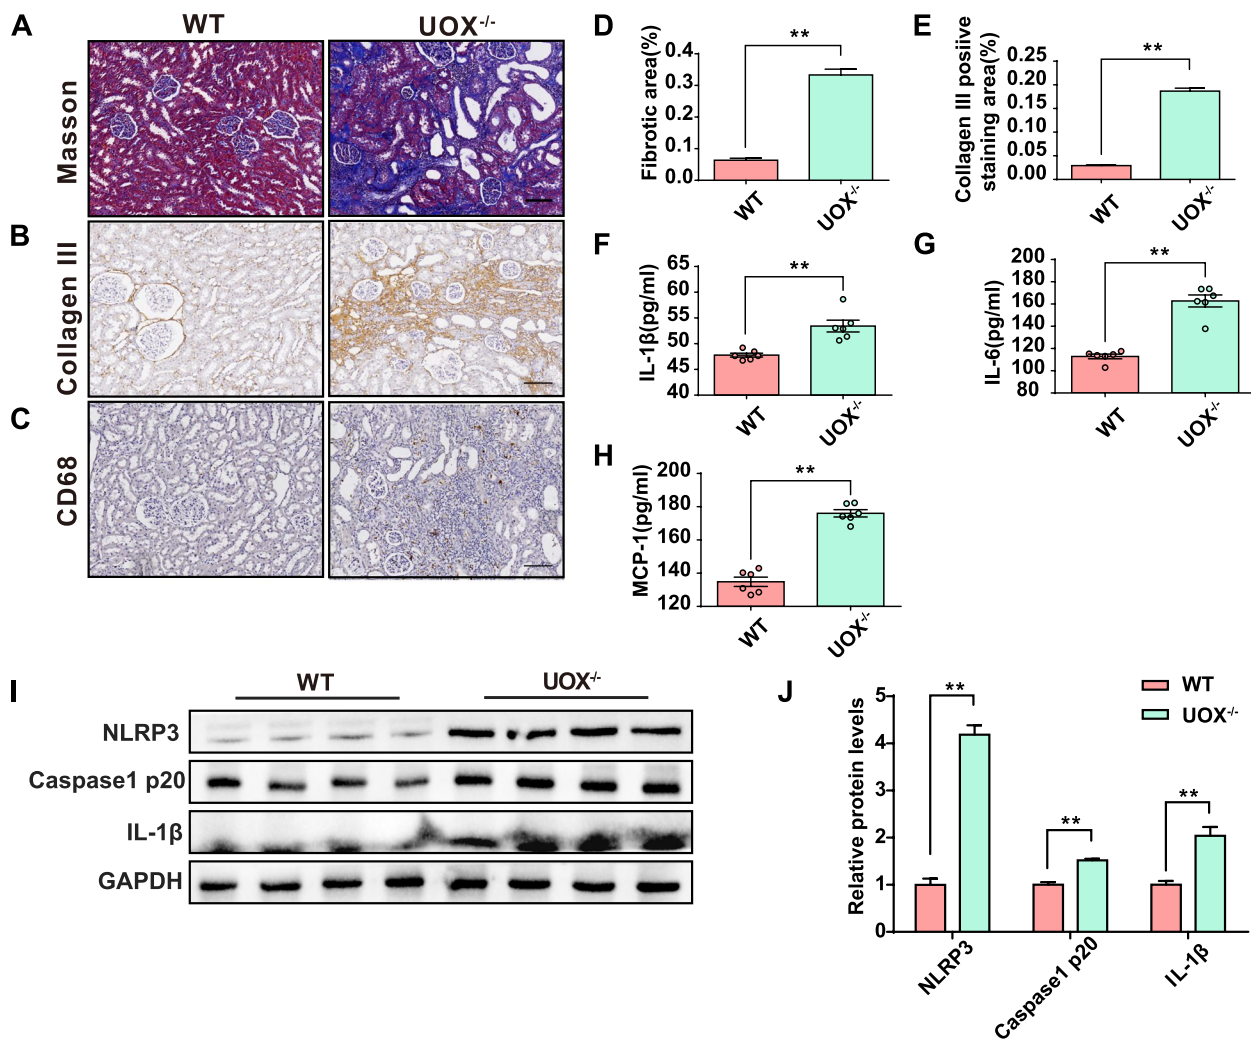 A
WT
UOX-/-
Masson
B
Collagen III
C
CD68
D
Fibrotic area(%)
0.4
0.3
0.2
0.1
0.0
**
WT
UOX-/-
E
Collagen III posiive
staining area(%)
0.25
0.20
0.15
0.10
0.05
0.00
**
WT
UOX-/-
F
IL-1β(pg/ml)
65
60
55
50
45
40
**
WT
UOX-/-
G
IL-6(pg/ml)
200
180
160
140
120
100
80
**
WT
UOX-/-
H
MCP-1(pg/ml)
200
180
160
140
120
**
WT
UOX-/-
I
WT
UOX-/-
NLRP3
Caspase1 p20
IL-1β
GAPDH
J
Relative protein levels
5
4
3
2
1
0
**
**
**
WT
UOX-/-
NLRP3
Caspase1 p20
IL-1β